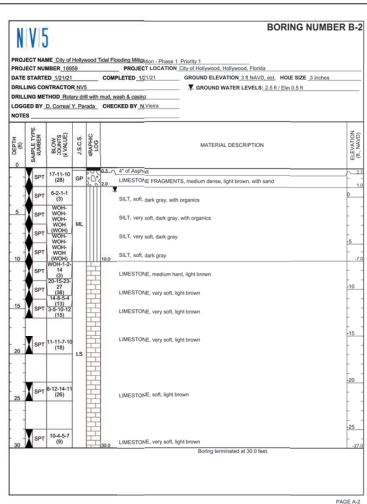 BORING NUMBER B-2
N|V|5
PROJECT NAME City of Hollywood Tidal Flooding Mitigation - Phase 1 Priority 1
PROJECT NUMBER 16959 PROJECT LOCATION City of Hollywood, Hollywood, Florida
DATE STARTED 1/21/21 COMPLETED 1/21/21 GROUND ELEVATION 3 ft NAVD, est. HOLE SIZE 3 inches
DRILLING CONTRACTOR NV5 GROUND WATER LEVELS: 2.5 ft / Elev 0.5 ft
DRILLING METHOD Rotary drill with mud, wash & casing
LOGGED BY D. Correa/ Y. Parada CHECKED BY N.Vieira
NOTES
DEPTH (ft) SAMPLE TYPE NUMBER BLOW COUNTS (N VALUE) U.S.C.S. GRAPHIC LOG MATERIAL DESCRIPTION ELEVATION (ft., NAVD)
0
0.5 4" of Asphalt
SPT 17-11-10 (28) GP LIMESTONE FRAGMENTS, medium dense, light brown, with sand
2.0 1.0
SPT 6-2-1-1 (3) SILT, soft, dark gray, with organics 0
5 SPT WOH-WOH-WOH-(WOH) ML SILT, very soft, dark gray, with organics
SPT WOH-WOH-WOH-(WOH) SILT, very soft, dark gray
-5
SPT WOH-WOH-WOH (WOH) SILT, soft, dark gray
10 10.0 -7.0
SPT WOH-1-2-14 (3) LIMESTONE, medium hard, light brown
SPT 20-15-23-27 (38) LIMESTONE, very soft, light brown -10
SPT 14-8-5-4 (13)
15 SPT 3-5-10-12 (15) LIMESTONE, very soft, light brown
-15
SPT 11-11-7-10 (18) LIMESTONE, very soft, light brown
20 LS
-20
SPT 6-12-14-11 (26) LIMESTONE, soft, light brown
25
-25
SPT 10-4-5-7 (9) LIMESTONE, very soft, light brown
30 30.0 -27.0
Boring terminated at 30.0 feet.
PAGE A-2